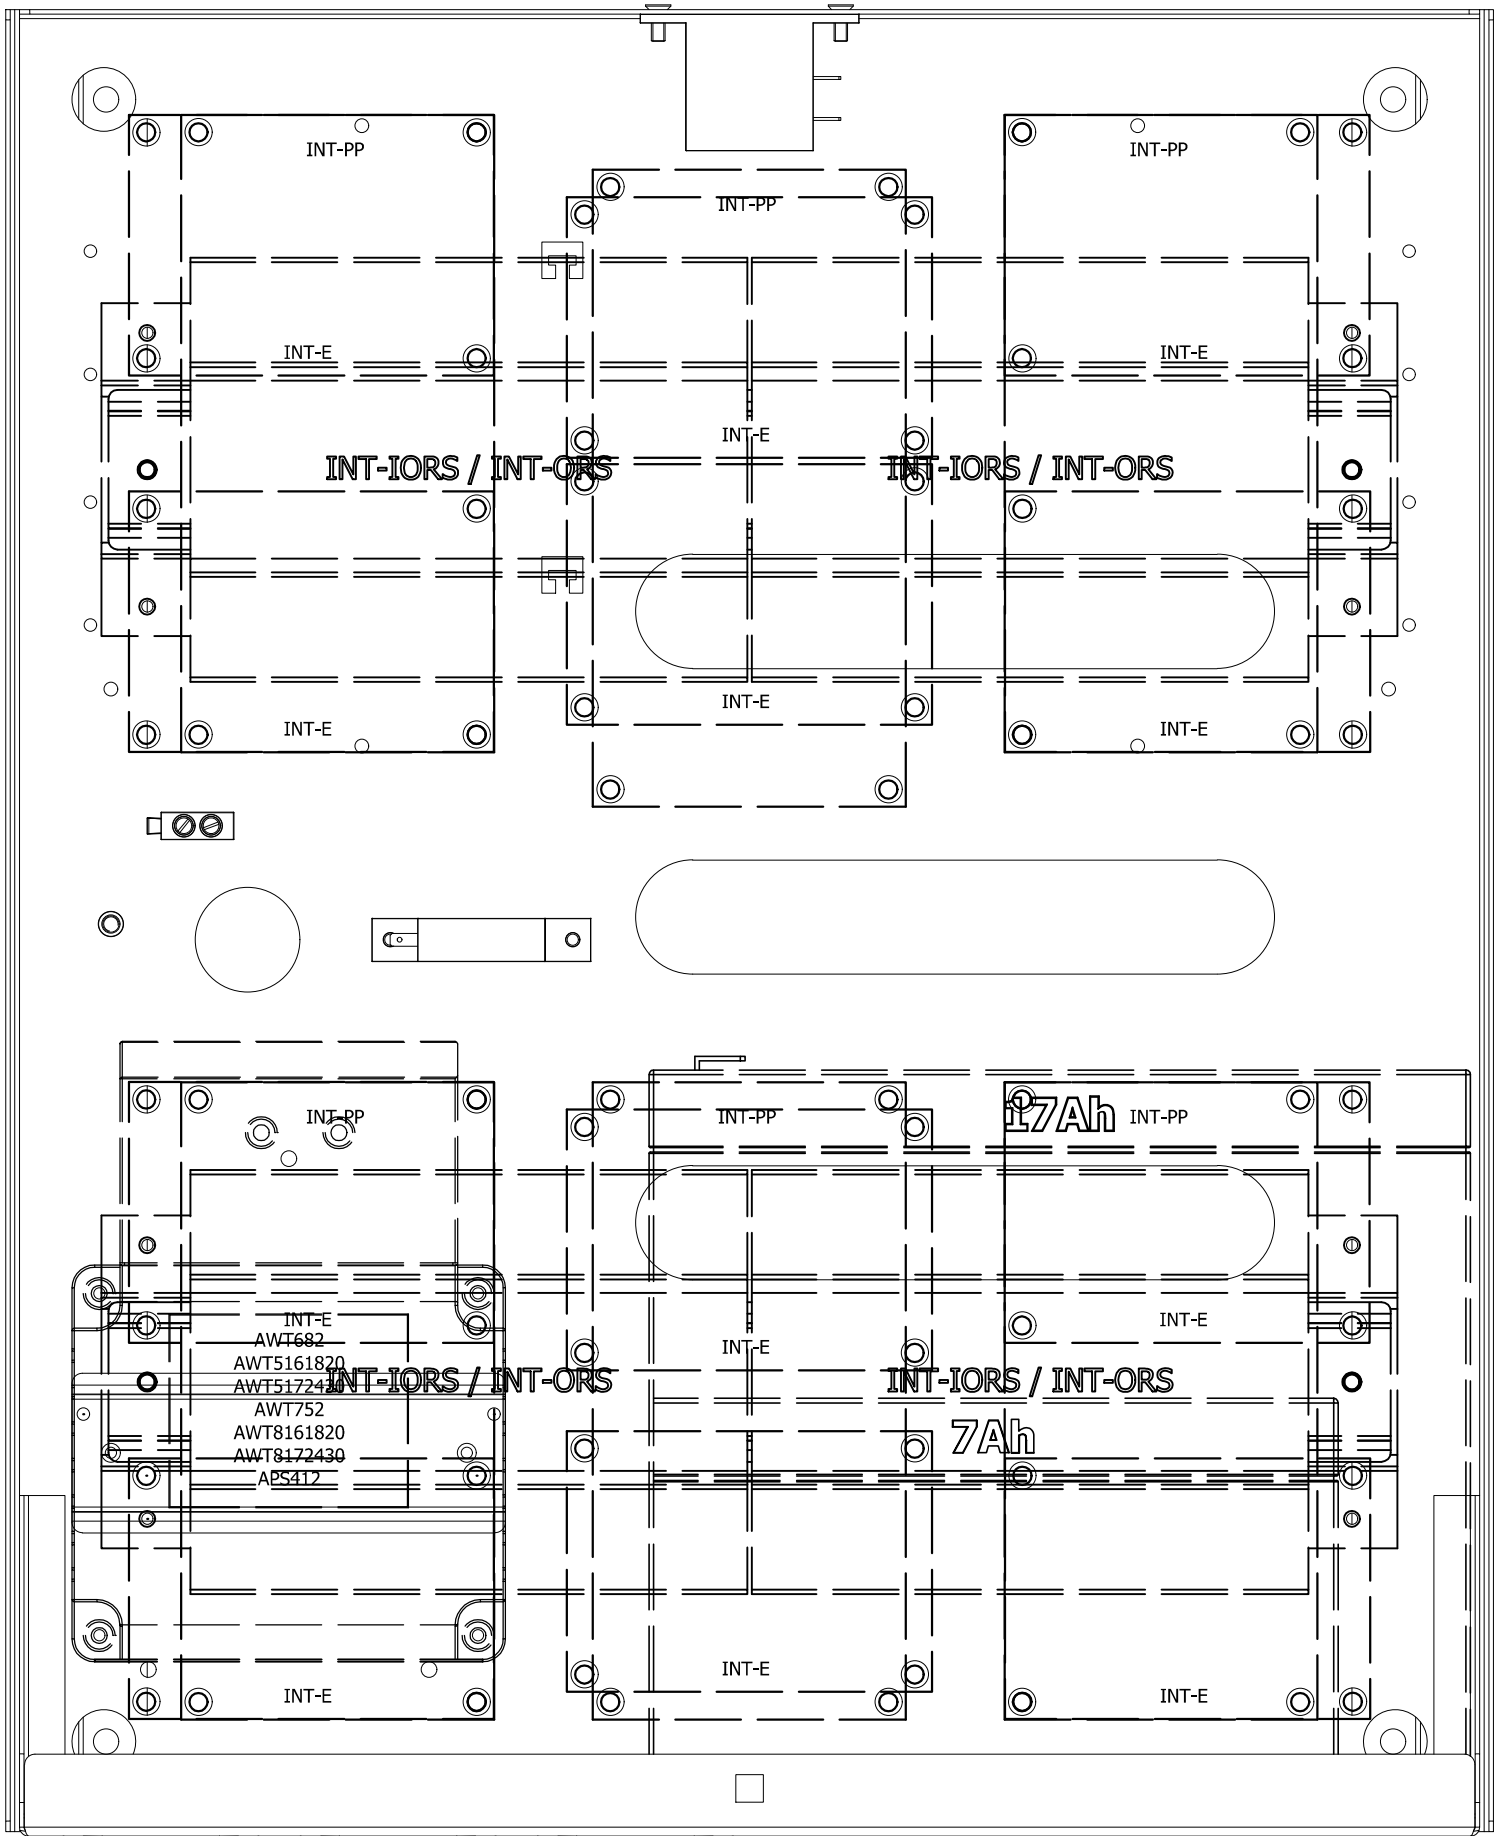 INT-PP
INT-PP
INT-PP
INT-E
INT-E
INT-E
INT-IORS / INT-ORS
INT-IORS / INT-ORS
INT-E
INT-E
INT-E
17Ah
INT-PP
INT-PP
INT-PP
INT-E
INT-E
INT-E
AWT682
AWT5161820
AWT5172430
AWT752
AWT8161820
AWT8172430
APS412
INT-IORS / INT-ORS
INT-IORS / INT-ORS
7Ah
INT-E
INT-E
INT-E